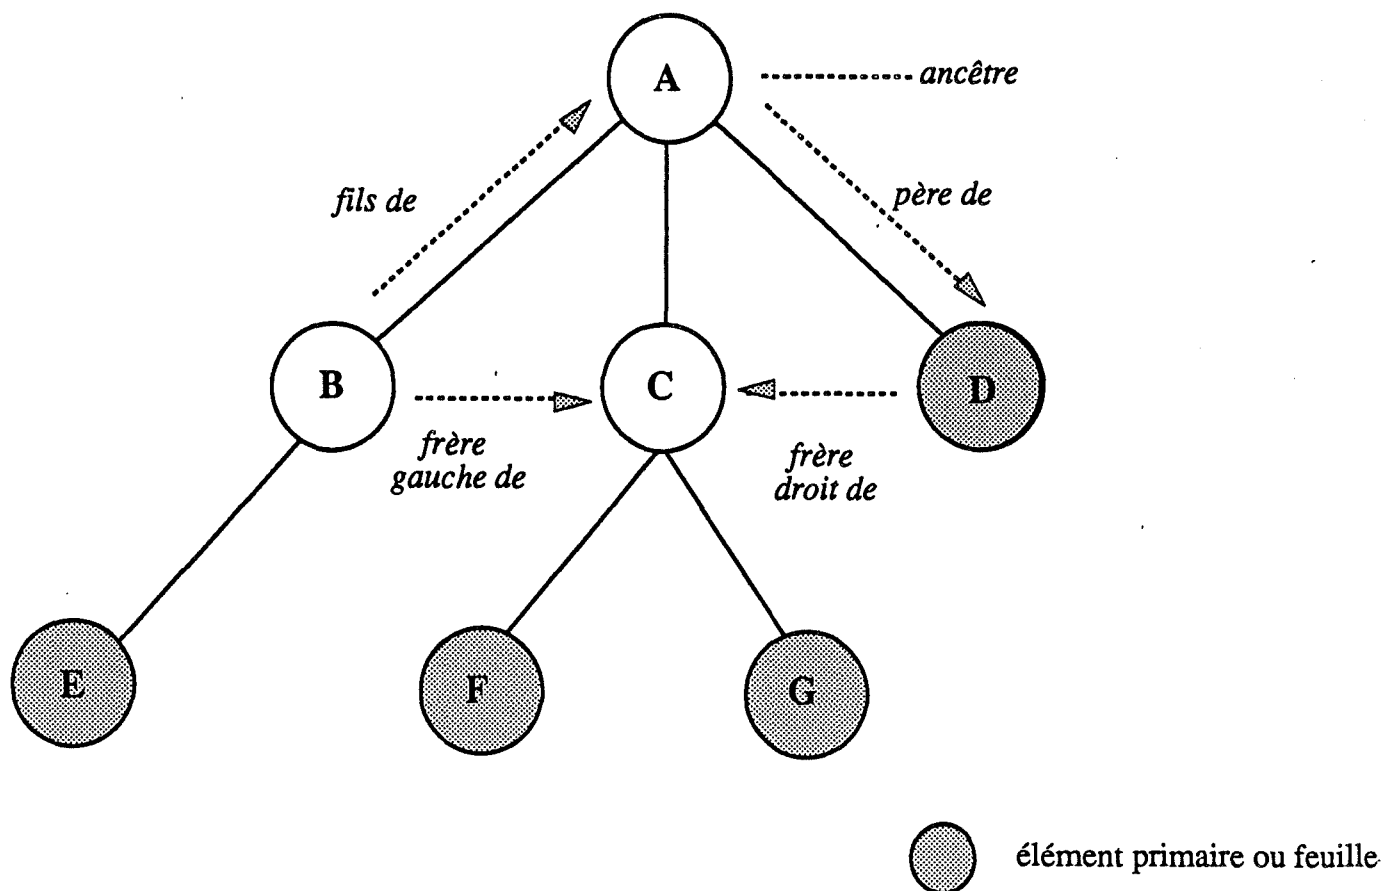 A
ancêtre
fils de
père de
B
C
D
frère
gauche de
frère
droit de
E
F
G
élément primaire ou feuille